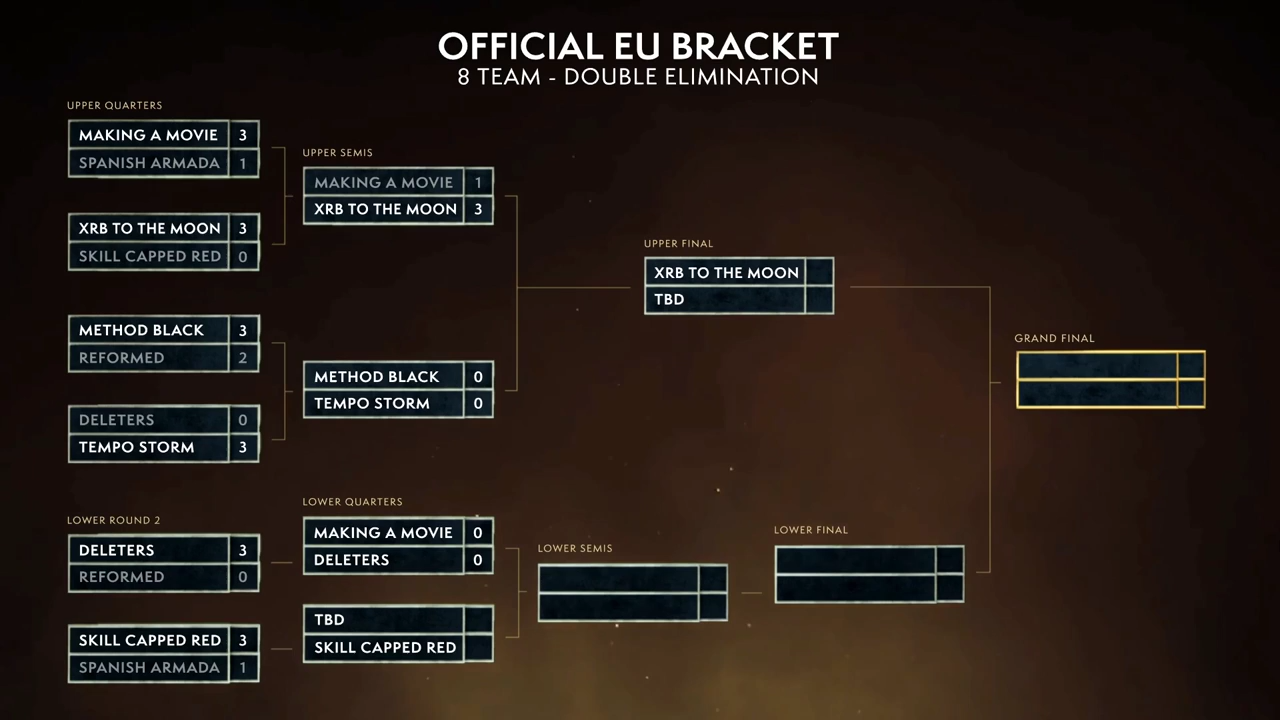 OFFICIAL EU BRACKET
8 TEAM - DOUBLE ELIMINATION
UPPER QUARTERS
MAKING A MOVIE 3
SPANISH ARMADA 1
XRB TO THE MOON 3
SKILL CAPPED RED 0
METHOD BLACK 3
REFORMED 2
DELETERS 0
TEMPO STORM 3
UPPER SEMIS
MAKING A MOVIE 1
XRB TO THE MOON 3
METHOD BLACK 0
TEMPO STORM 0
UPPER FINAL
XRB TO THE MOON
TBD
GRAND FINAL
LOWER ROUND 2
DELETERS 3
REFORMED 0
SKILL CAPPED RED 3
SPANISH ARMADA 1
LOWER QUARTERS
MAKING A MOVIE 0
DELETERS 0
TBD
SKILL CAPPED RED
LOWER SEMIS
LOWER FINAL